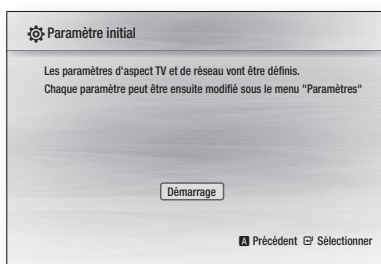 Paramètre initial
Les paramètres d'aspect TV et de réseau vont être définis.
Chaque paramètre peut être ensuite modifié sous le menu "Paramètres"
Démarrage
A Précédent Sélectionner